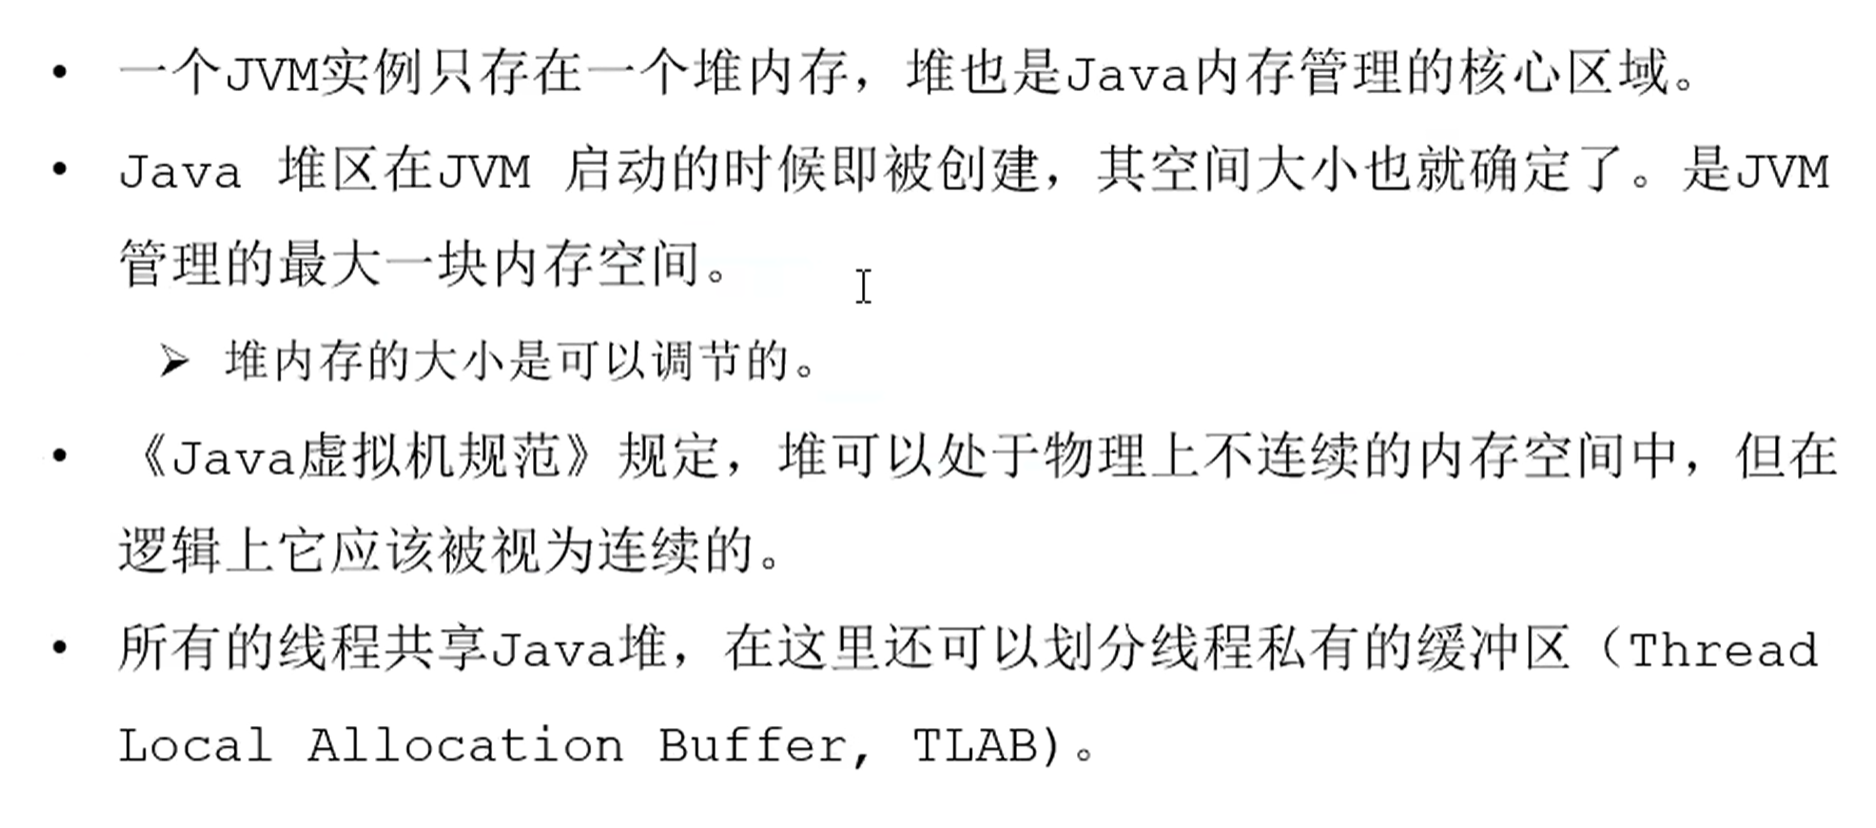 • 一个JVM实例只存在一个堆内存，堆也是Java内存管理的核心区域。
• Java 堆区在JVM 启动的时候即被创建，其空间大小也就确定了。是JVM
管理的最大一块内存空间。
➢ 堆内存的大小是可以调节的。
• 《Java虚拟机规范》规定，堆可以处于物理上不连续的内存空间中，但在
逻辑上它应该被视为连续的。
• 所有的线程共享Java堆，在这里还可以划分线程私有的缓冲区（Thread
Local Allocation Buffer, TLAB)。